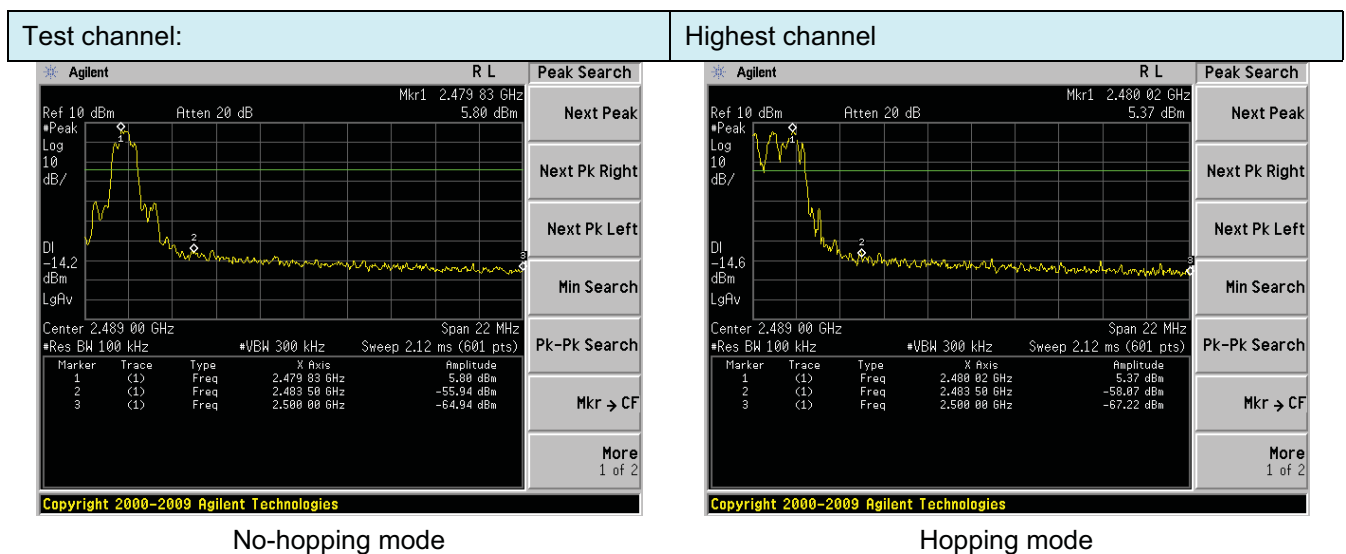 Test channel: Highest channel
Agilent R L Peak Search
Mkr1 2.479 83 GHz
Ref 10 dBm Atten 20 dB 5.80 dBm
#Peak
Log
10
dB/
DI
-14.2
dBm
LgAv
1
2
3
Center 2.489 00 GHz Span 22 MHz
#Res BW 100 kHz #VBW 300 kHz Sweep 2.12 ms (601 pts)
Marker Trace Type X Axis Amplitude
1 (1) Freq 2.479 83 GHz 5.80 dBm
2 (1) Freq 2.483 50 GHz -55.94 dBm
3 (1) Freq 2.500 00 GHz -64.94 dBm
Copyright 2000-2009 Agilent Technologies
Next Peak
Next Pk Right
Next Pk Left
Min Search
Pk-Pk Search
Mkr → CF
More
1 of 2
No-hopping mode
Agilent R L Peak Search
Mkr1 2.480 02 GHz
Ref 10 dBm Atten 20 dB 5.37 dBm
#Peak
Log
10
dB/
DI
-14.6
dBm
LgAv
1
2
3
Center 2.489 00 GHz Span 22 MHz
#Res BW 100 kHz #VBW 300 kHz Sweep 2.12 ms (601 pts)
Marker Trace Type X Axis Amplitude
1 (1) Freq 2.480 02 GHz 5.37 dBm
2 (1) Freq 2.483 50 GHz -58.07 dBm
3 (1) Freq 2.500 00 GHz -67.22 dBm
Copyright 2000-2009 Agilent Technologies
Next Peak
Next Pk Right
Next Pk Left
Min Search
Pk-Pk Search
Mkr → CF
More
1 of 2
Hopping mode